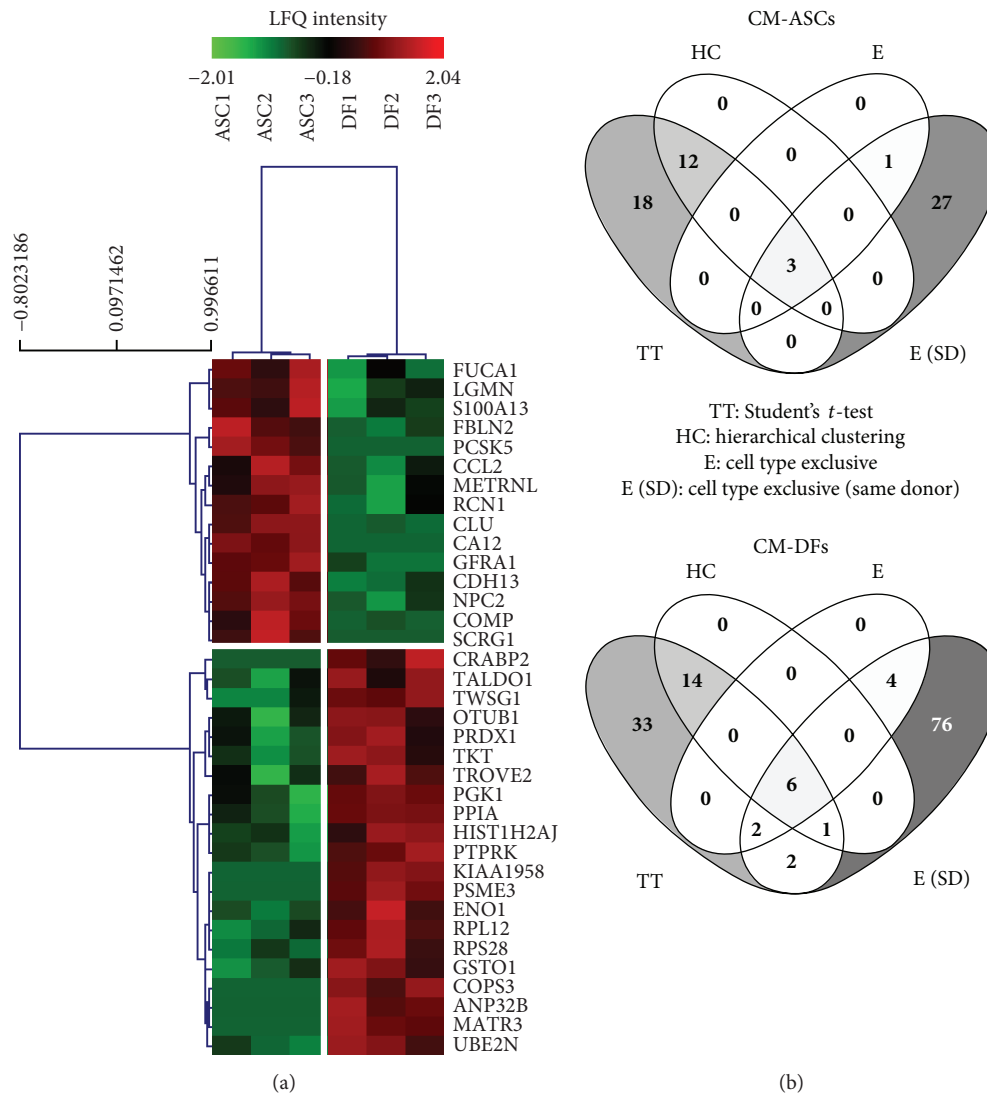 LFQ intensity
−2.01 −0.18 2.04
ASC1 ASC2 ASC3 DF1 DF2 DF3
−0.8023186 0.0971462 0.996611
FUCA1
LGMN
S100A13
FBLN2
PCSK5
CCL2
METRNL
RCN1
CLU
CA12
GFRA1
CDH13
NPC2
COMP
SCRG1
CRABP2
TALDO1
TWSG1
OTUB1
PRDX1
TKT
TROVE2
PGK1
PPIA
HIST1H2AJ
PTPRK
KIAA1958
PSME3
ENO1
RPL12
RPS28
GSTO1
COPS3
ANP32B
MATR3
UBE2N
(a)
CM-ASCs
HC E
0 0
12 0 1
18 0 0 27
3
0 0
0 0
0
TT E (SD)
TT: Student's t-test
HC: hierarchical clustering
E: cell type exclusive
E (SD): cell type exclusive (same donor)
CM-DFs
HC E
0 0
14 0 4
33 0 0 76
6
0 0
2 1
2
TT E (SD)
(b)